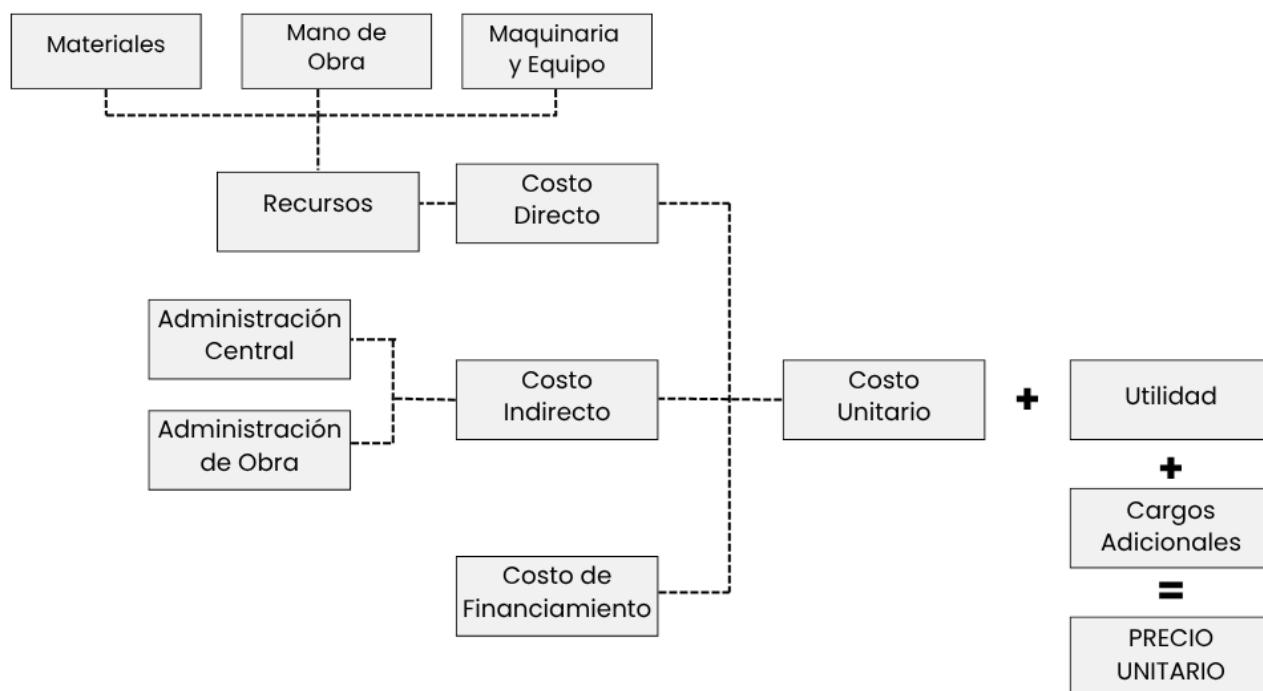 Materiales
Mano de
Obra
Maquinaria
y Equipo
Recursos
Costo
Directo
Administración
Central
Administración
de Obra
Costo
Indirecto
Costo
Unitario
+
Utilidad
+
Cargos
Adicionales
=
Costo de
Financiamiento
PRECIO
UNITARIO